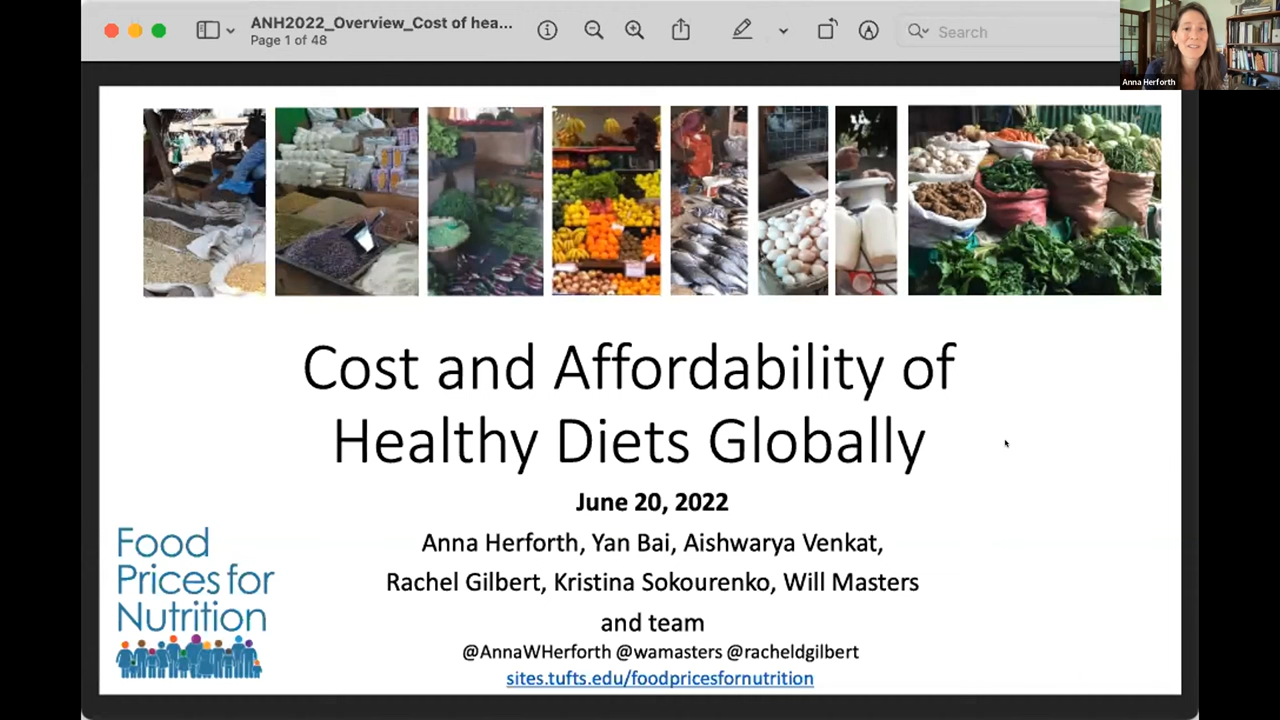 ANH2022_Overview_Cost of hea...
Page 1 of 48
Search
Anna Herforth
Cost and Affordability of
Healthy Diets Globally
June 20, 2022
Anna Herforth, Yan Bai, Aishwarya Venkat,
Rachel Gilbert, Kristina Sokourenko, Will Masters
and team
@AnnaWHerforth @wamasters @racheldgilbert
sites.tufts.edu/foodpricesfornutrition
Food
Prices for
Nutrition